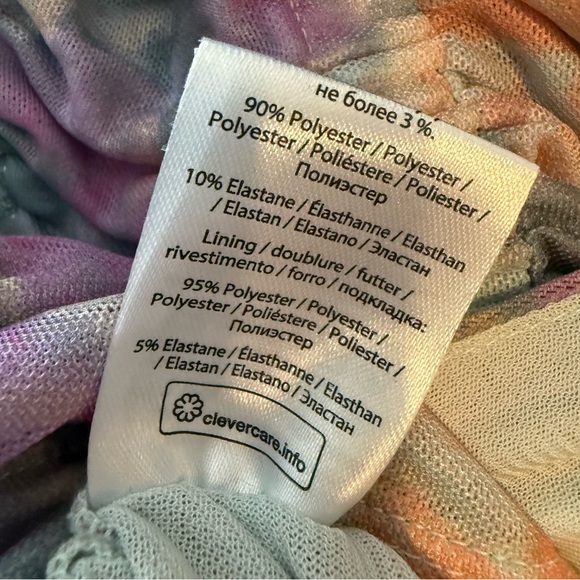 не более 3 %.
90% Polyester / Polyester /
Polyester / Poliéstere / Poliester /
Полиэстер
10% Elastane / Élasthanne / Elasthan
/ Elastan / Elastano / Эластан
Lining / doublure / futter /
rivestimento / forro / подкладка:
95% Polyester / Polyester /
Polyester / Poliéstere / Poliester /
Полиэстер
5% Elastane / Élasthanne / Elasthan
/ Elastan / Elastano / Эластан
clevercare.info